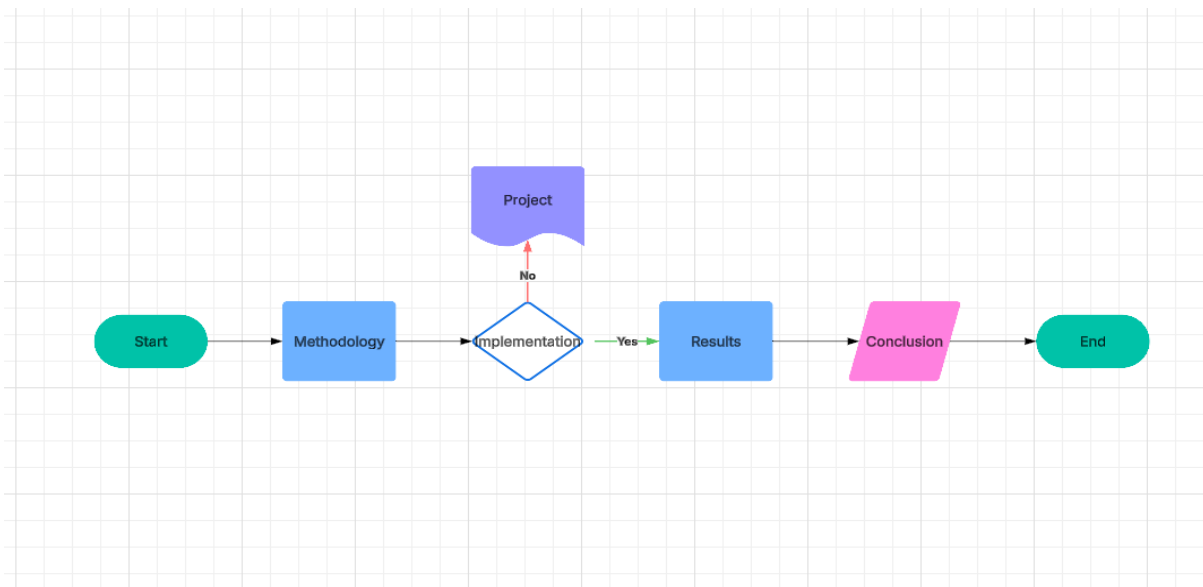 Project
No
Start
Methodology
Implementation
Yes
Results
Conclusion
End